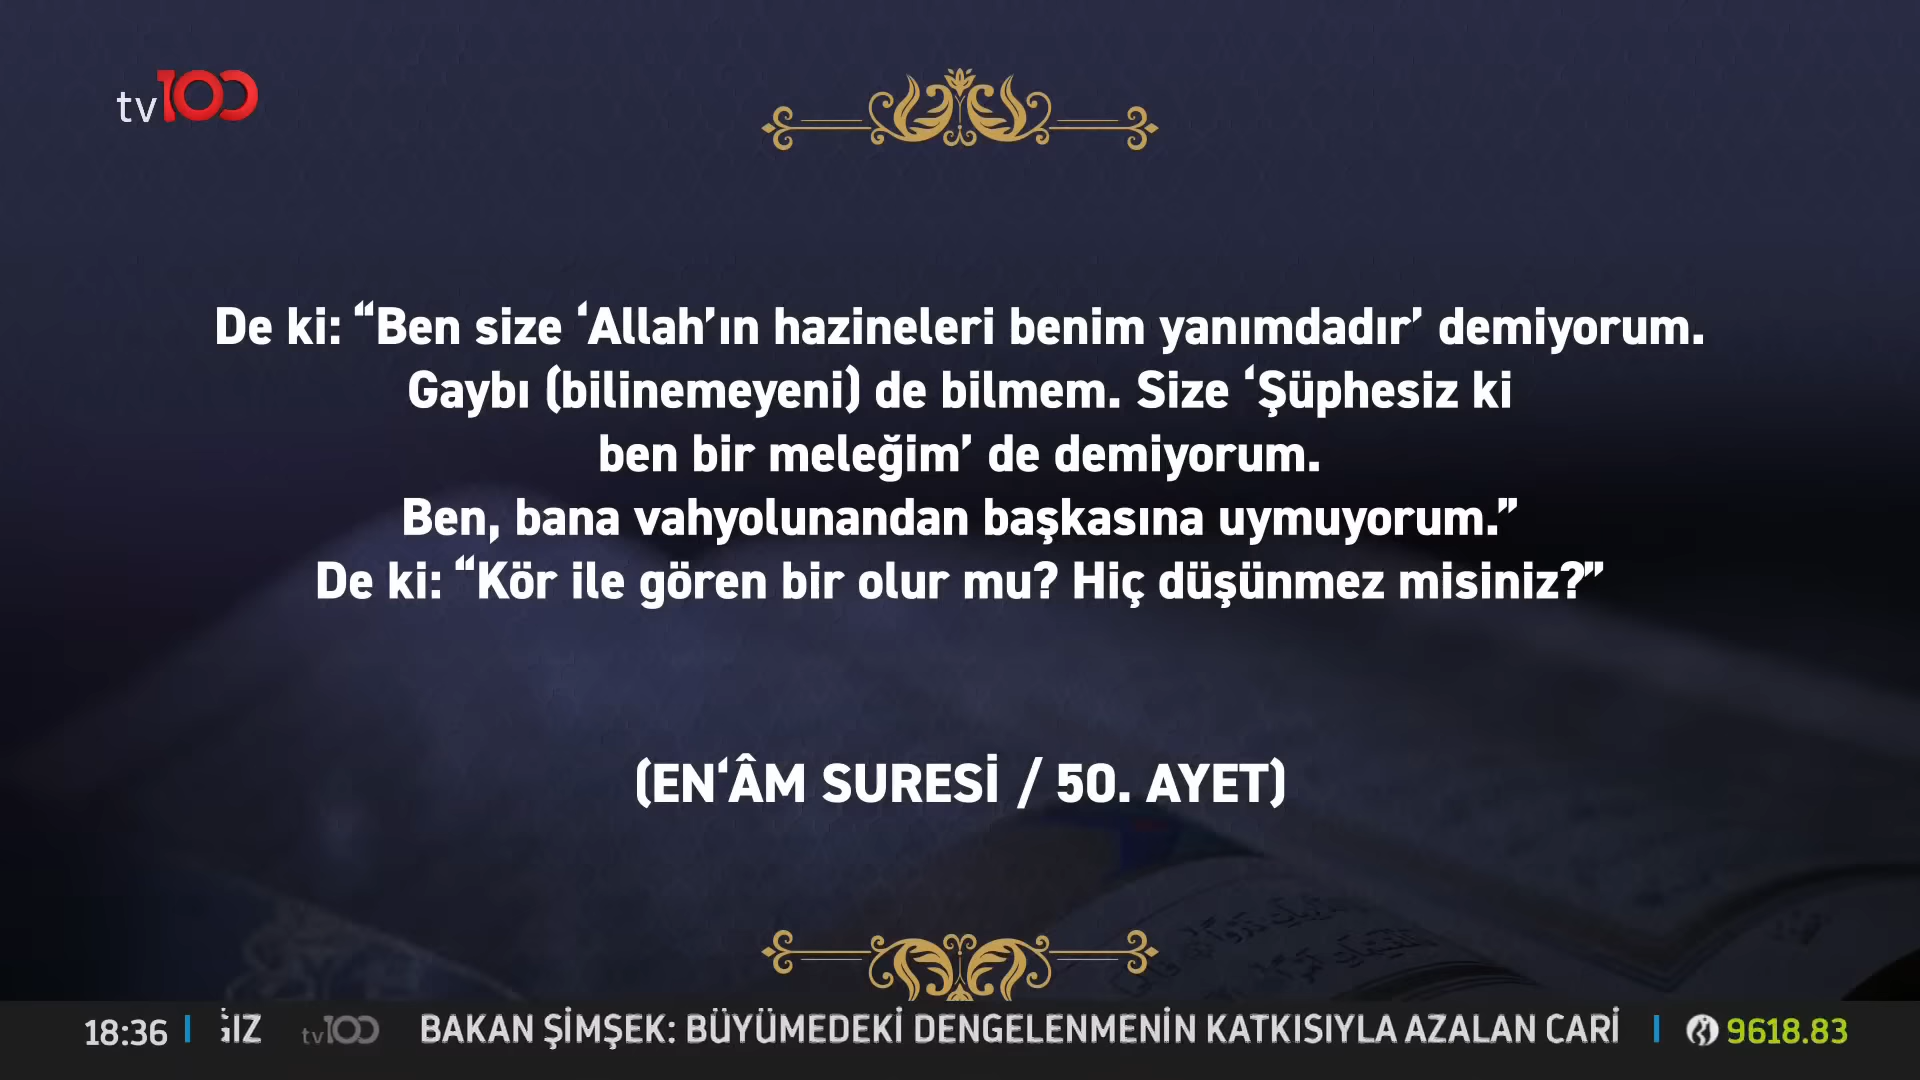 tv100
De ki: “Ben size ‘Allah’ın hazineleri benim yanımdadır’ demiyorum.
Gaybı (bilinemeyeni) de bilmem. Size ‘Şüphesiz ki
ben bir meleğim’ de demiyorum.
Ben, bana vahyolunandan başkasına uymuyorum.”
De ki: “Kör ile gören bir olur mu? Hiç düşünmez misiniz?”
(EN‘ÂM SURESİ / 50. AYET)
18:36 | IZ tv100 BAKAN ŞİMŞEK: BÜYÜMEDEKİ DENGELENMENİN KATKISIYLA AZALAN CARİ | 9618.83